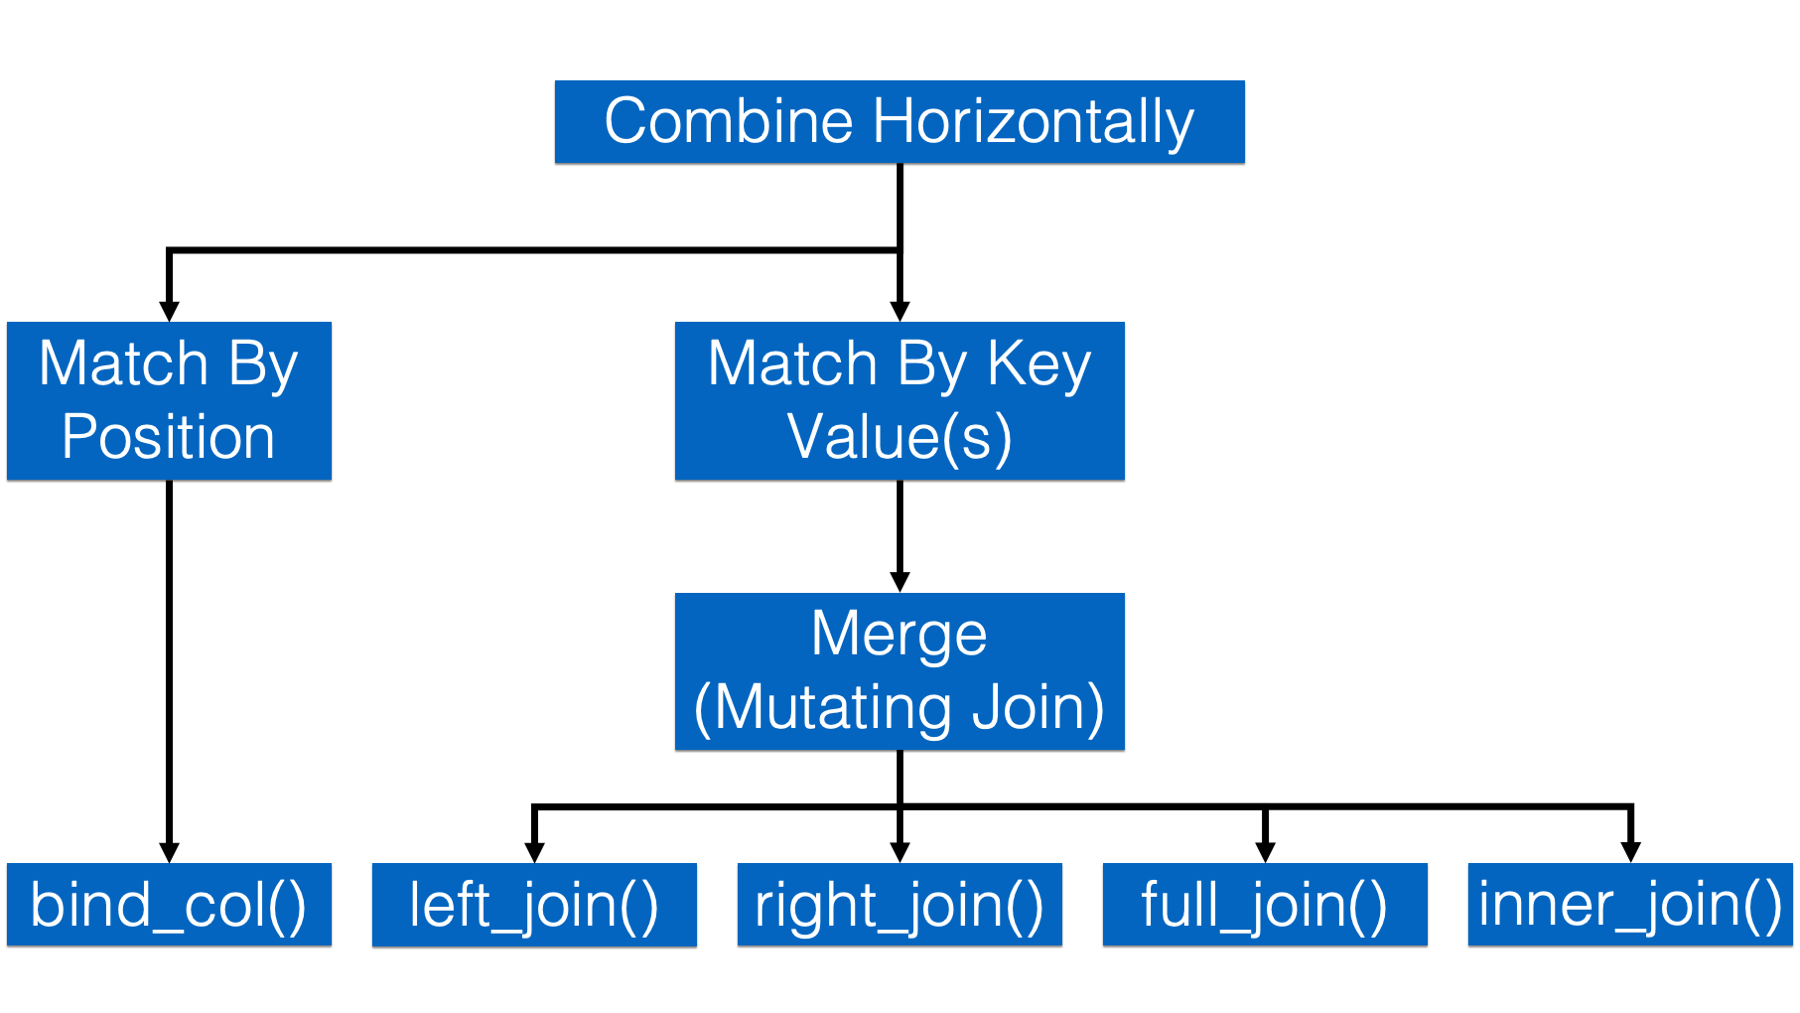 Combine Horizontally
Match By
Position
Match By Key
Value(s)
Merge
(Mutating Join)
bind_col()
left_join()
right_join()
full_join()
inner_join()